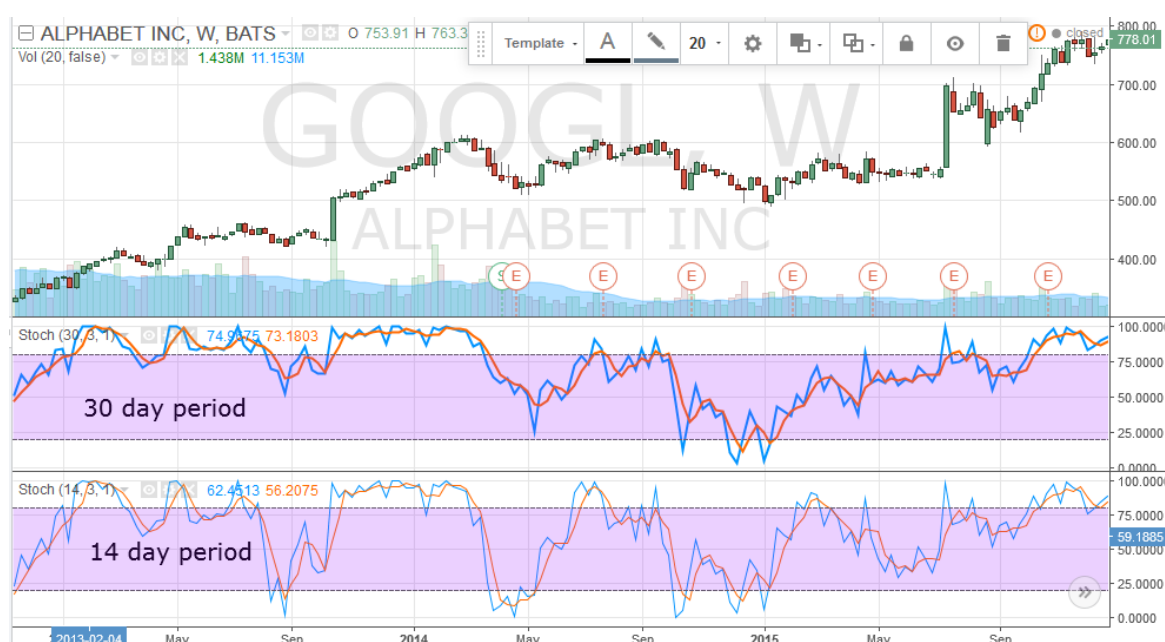 ALPHABET INC, W, BATS O 753.91 H 763.3
Template A 20
closed
Vol (20, false) 1.438M 11.153M
GOOGL, W
ALPHABET INC
800.00
778.01
700.00
600.00
500.00
400.00
E E E E E E E
Stoch (30, 3, 1) 73.1803
30 day period
100.0000
75.0000
50.0000
25.0000
0.0000
Stoch (14, 3, 1) 62.4513 56.2075
14 day period
100.0000
75.0000
59.1885
50.0000
25.0000
0.0000
2013-02-04 May Sep 2014 May Sep 2015 May Sep